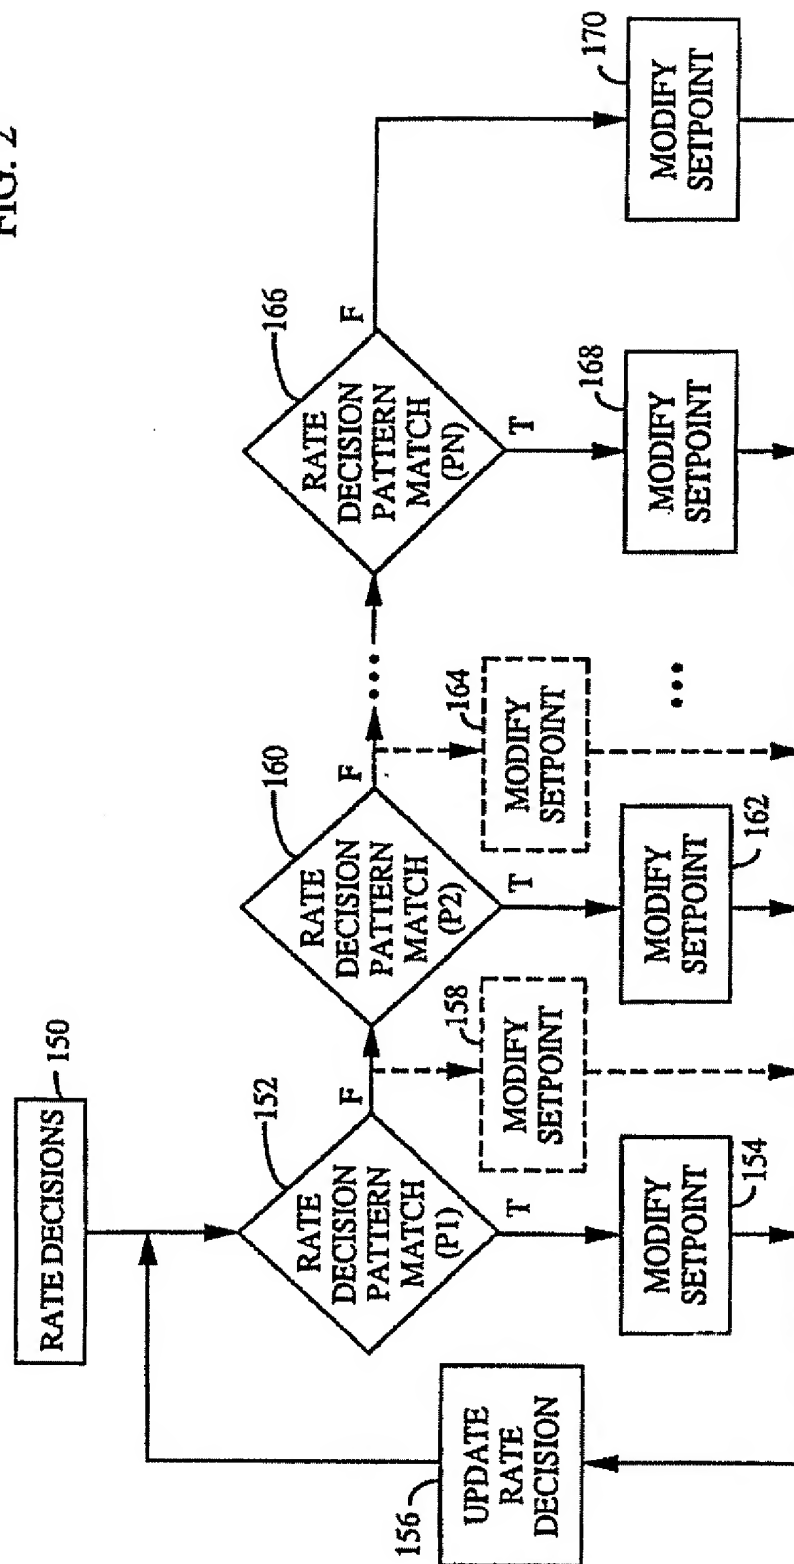 FIG. 2
RATE DECISIONS
150
RATE
DECISION
PATTERN
MATCH
(P1)
152
T
F
MODIFY
SETPOINT
154
UPDATE
RATE
DECISION
156
MODIFY
SETPOINT
158
RATE
DECISION
PATTERN
MATCH
(P2)
160
T
F
MODIFY
SETPOINT
162
MODIFY
SETPOINT
164
...
...
RATE
DECISION
PATTERN
MATCH
(PN)
166
T
F
MODIFY
SETPOINT
168
MODIFY
SETPOINT
170